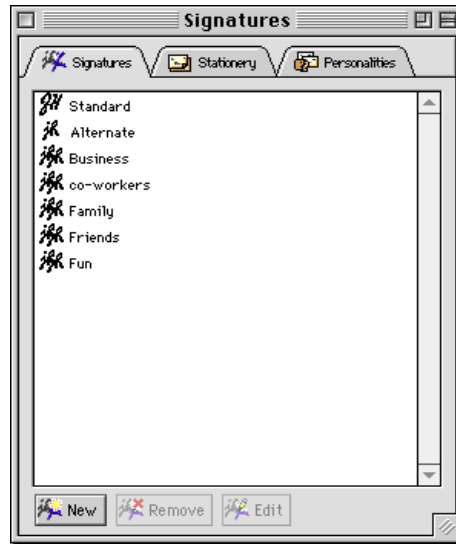 Signatures
Signatures Stationery Personalities
Standard
Alternate
Business
co-workers
Family
Friends
Fun
New Remove Edit